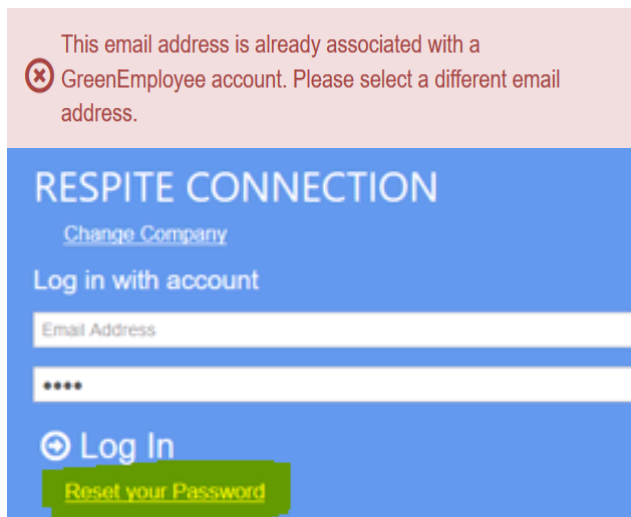 This email address is already associated with a
GreenEmployee account. Please select a different email
address.
RESPITE CONNECTION
Change Company
Log in with account
Email Address
••••
Log In
Reset your Password